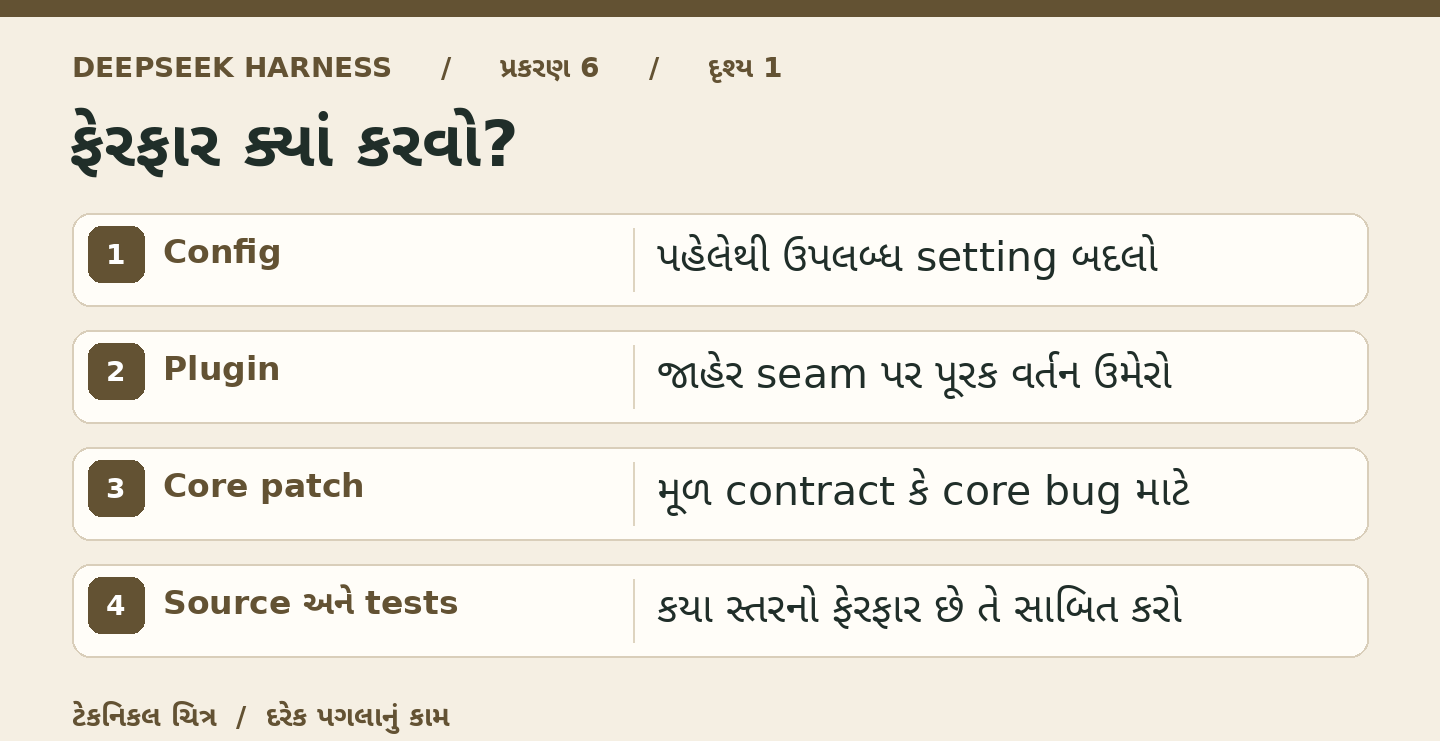 DEEPSEEK HARNESS / પ્રકરણ 6 / દૃશ્ય 1
ફેરફાર ક્યાં કરવો?
1 Config પહેલેથી ઉપલબ્ધ setting બદલો
2 Plugin જાહેર seam પર પૂરક વર્તન ઉમેરો
3 Core patch મૂળ contract કે core bug માટે
4 Source અને tests કયા સ્તરનો ફેરફાર છે તે સાબિત કરો
ટેકનિકલ ચિત્ર / દરેક પગલાનું કામ